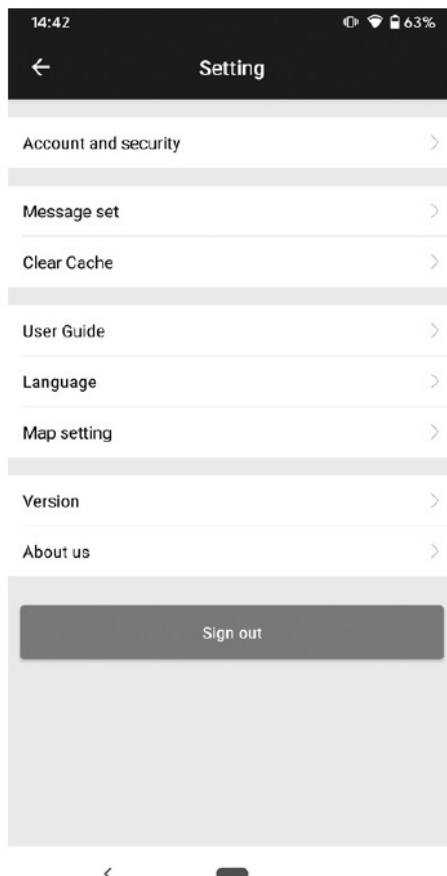 14:42
63%
Setting
Account and security
Message set
Clear Cache
User Guide
Language
Map setting
Version
About us
Sign out